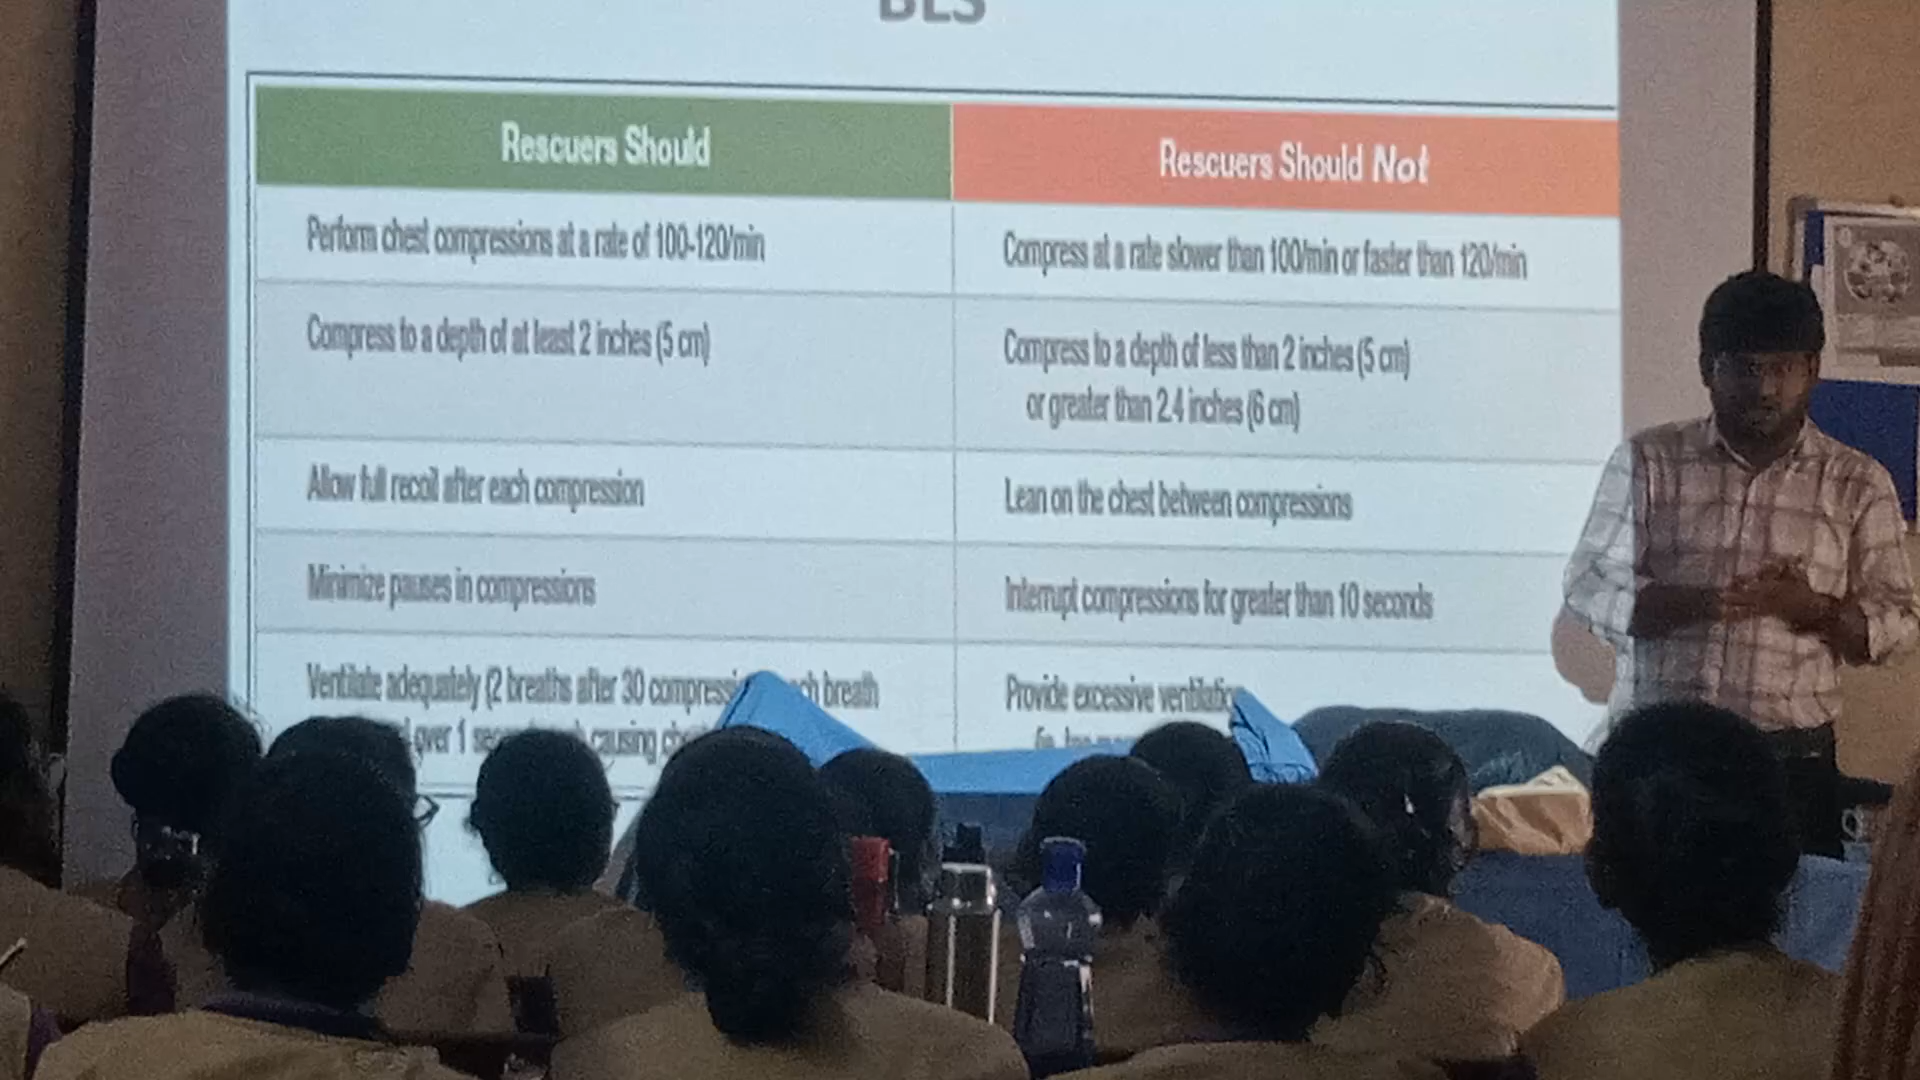 BLS
Rescuers Should
Rescuers Should Not
Perform chest compressions at a rate of 100-120/min
Compress at a rate slower than 100/min or faster than 120/min
Compress to a depth of at least 2 inches (5 cm)
Compress to a depth of less than 2 inches (5 cm)
or greater than 2.4 inches (6 cm)
Allow full recoil after each compression
Lean on the chest between compressions
Minimize pauses in compressions
Interrupt compressions for greater than 10 seconds
Ventilate adequately (2 breaths after 30 breath
over 1 causing
Provide excessive